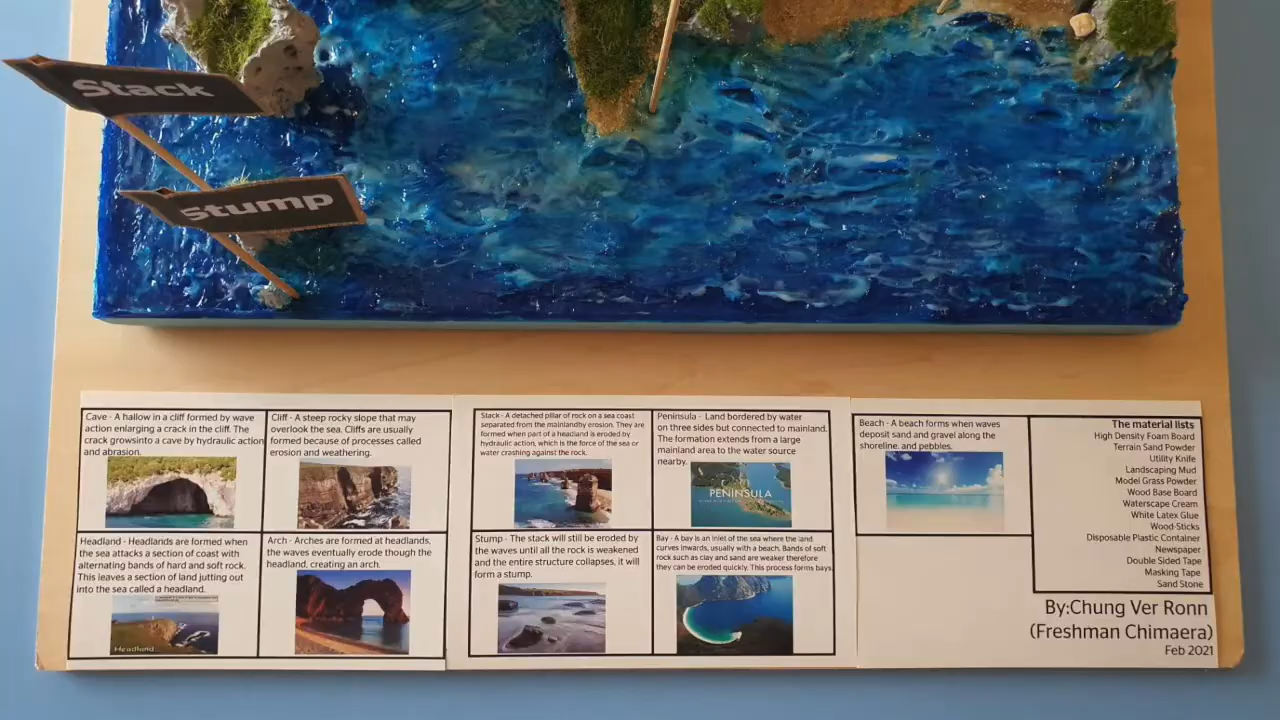 Stack
Stump
Cave - A hallow in a cliff formed by wave
action enlarging a crack in the cliff. The
crack growsinto a cave by hydraulic action
and abrasion.
Cliff - A steep rocky slope that may
overlook the sea. Cliffs are usually
formed because of processes called
erosion and weathering.
Headland - Headlands are formed when
the sea attacks a section of coast with
alternating bands of hard and soft rock.
This leaves a section of land jutting out
into the sea called a headland.
Headland
Arch - Arches are formed at headlands,
the waves eventually erode though the
headland, creating an arch.
Stack - A detached pillar of rock on a sea coast
separated from the mainlandby erosion. They are
formed when part of a headland is eroded by
hydraulic action, which is the force of the sea or
water crashing against the rock.
Peninsula - Land bordered by water
on three sides but connected to mainland.
The formation extends from a large
mainland area to the water source
nearby.
PENINSULA
Stump - The stack will still be eroded by
the waves until all the rock is weakened
and the entire structure collapses, it will
form a stump.
Bay - A bay is an inlet of the sea where the land
curves inwards, usually with a beach. Bands of soft
rock such as clay and sand are weaker therefore
they can be eroded quickly. This process forms bays.
Beach - A beach forms when waves
deposit sand and gravel along the
shoreline. and pebbles.
The material lists
High Density Foam Board
Terrain Sand Powder
Utility Knife
Landscaping Mud
Model Grass Powder
Wood Base Board
Waterscape Cream
White Latex Glue
Wood Sticks
Disposable Plastic Container
Newspaper
Double Sided Tape
Masking Tape
Sand Stone
By:Chung Ver Ronn
(Freshman Chimaera)
Feb 2021